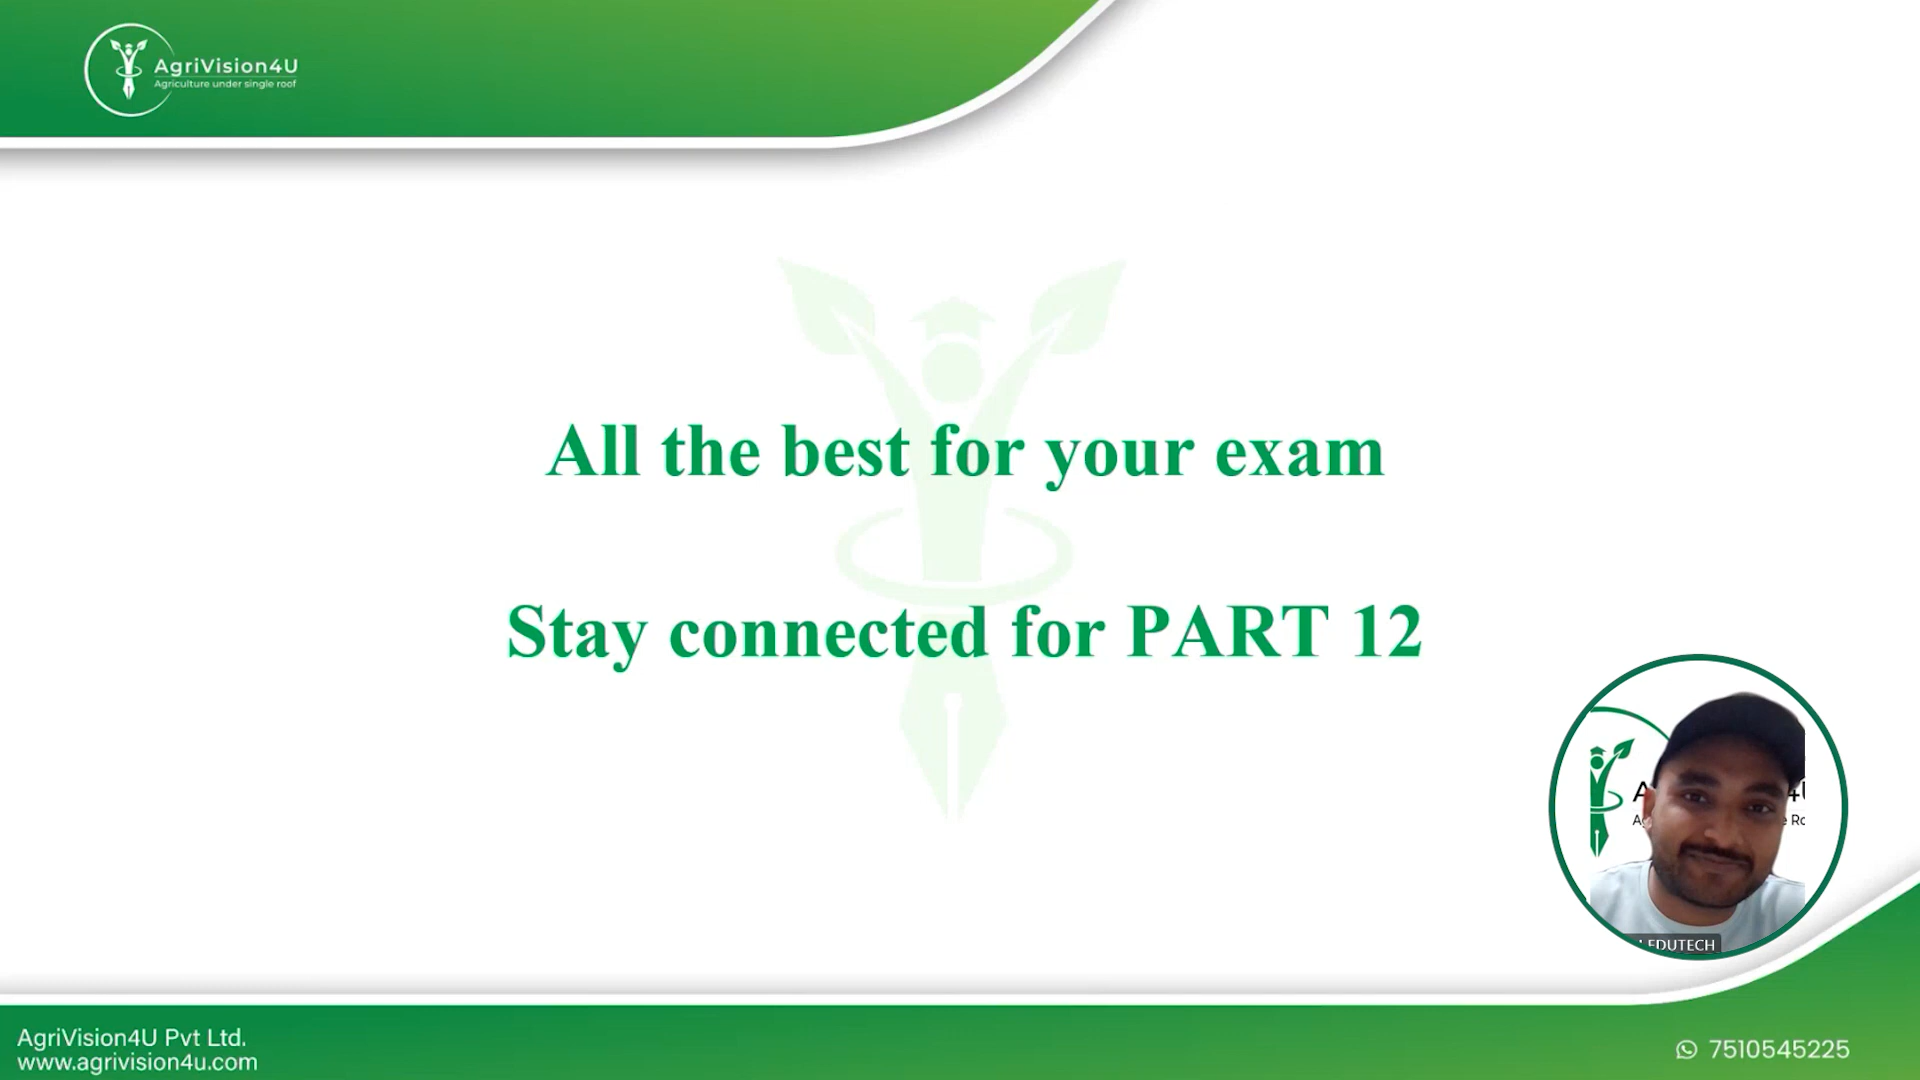 AgriVision4U
Agriculture under single roof
All the best for your exam
Stay connected for PART 12
EDUTECH
AgriVision4U Pvt Ltd.
www.agrivision4u.com
7510545225